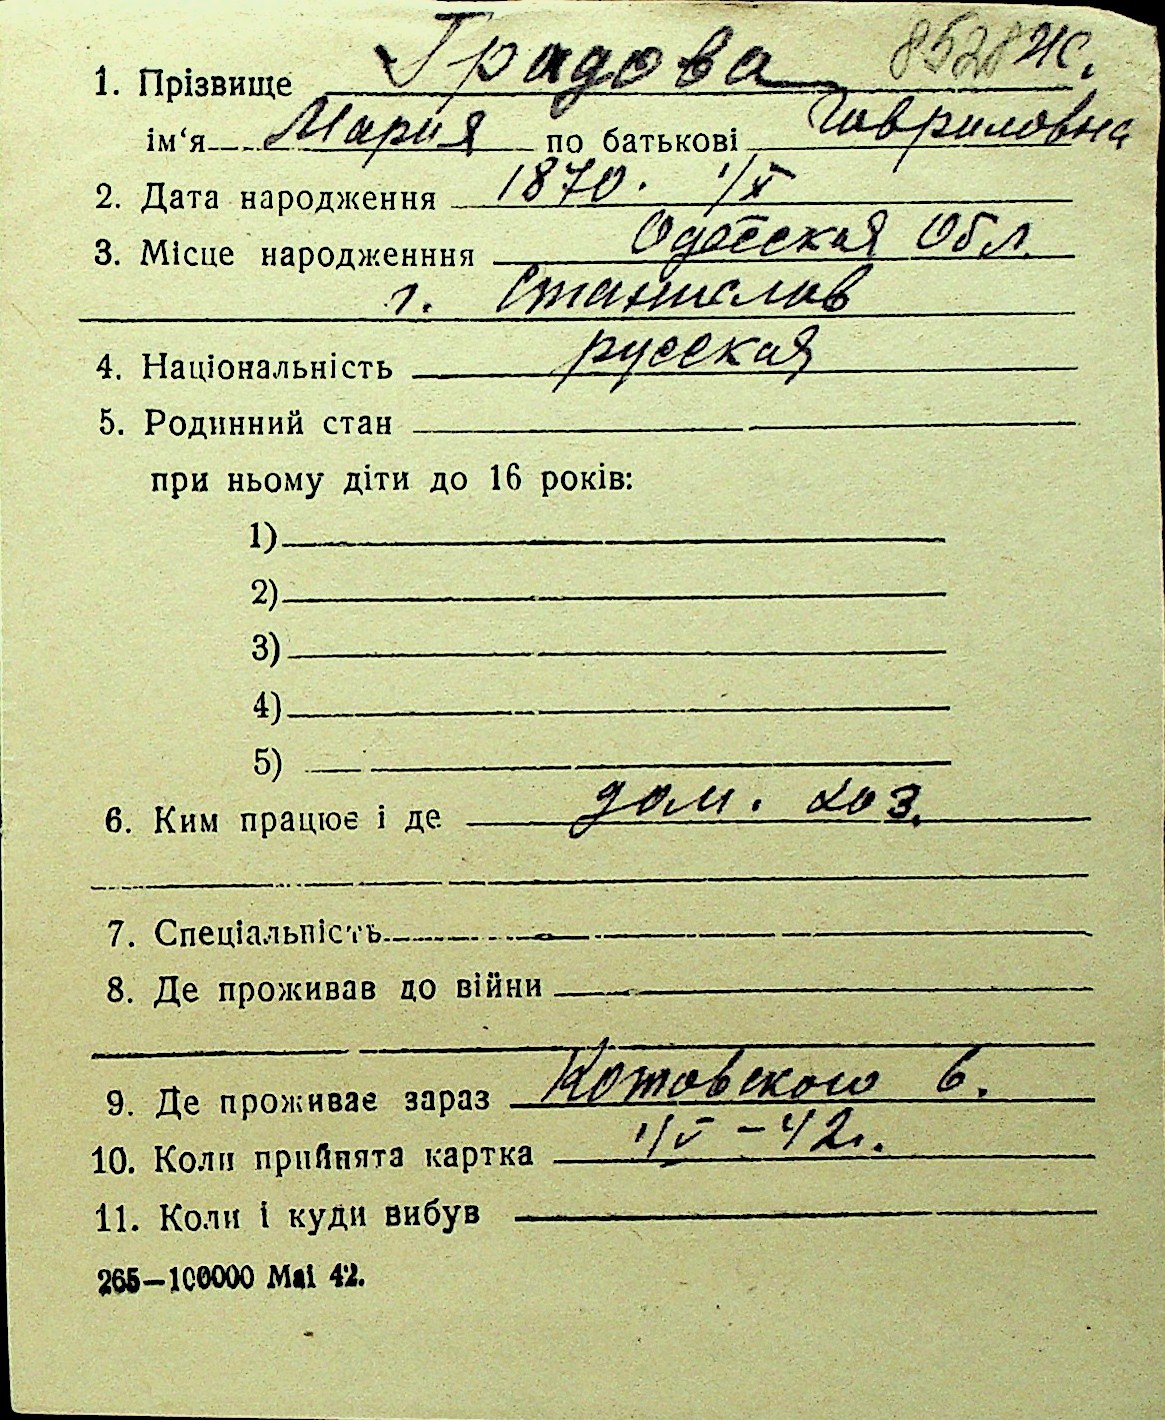 8528 Ж.
1. Прізвище Градова
ім‘я Мария по батькові Гавриловна
2. Дата народження 1870. 1/X
3. Місце народженння Одесская Обл.
г. Станислав
4. Національність русская
5. Родинний стан
при ньому діти до 16 років:
1)
2)
3)
4)
5)
6. Ким працює і де дом. хоз.
7. Спеціальність
8. Де проживав до війни
9. Де проживає зараз Котовского 6.
10. Коли прийнята картка 1/V – 42г.
11. Коли і куди вибув
265—100000 Mai 42.